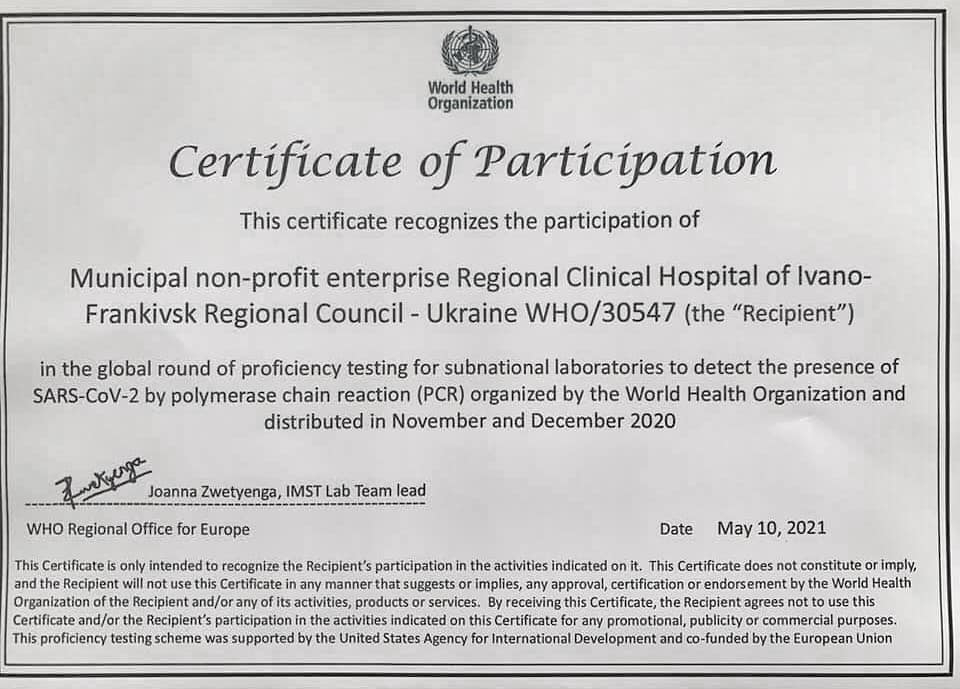 World Health
Organization
Certificate of Participation
This certificate recognizes the participation of
Municipal non-profit enterprise Regional Clinical Hospital of Ivano-
Frankivsk Regional Council - Ukraine WHO/30547 (the “Recipient”)
in the global round of proficiency testing for subnational laboratories to detect the presence of
SARS-CoV-2 by polymerase chain reaction (PCR) organized by the World Health Organization and
distributed in November and December 2020
Zwetyenga
Joanna Zwetyenga, IMST Lab Team lead
WHO Regional Office for Europe
Date May 10, 2021
This Certificate is only intended to recognize the Recipient’s participation in the activities indicated on it. This Certificate does not constitute or imply,
and the Recipient will not use this Certificate in any manner that suggests or implies, any approval, certification or endorsement by the World Health
Organization of the Recipient and/or any of its activities, products or services. By receiving this Certificate, the Recipient agrees not to use this
Certificate and/or the Recipient’s participation in the activities indicated on this Certificate for any promotional, publicity or commercial purposes.
This proficiency testing scheme was supported by the United States Agency for International Development and co-funded by the European Union